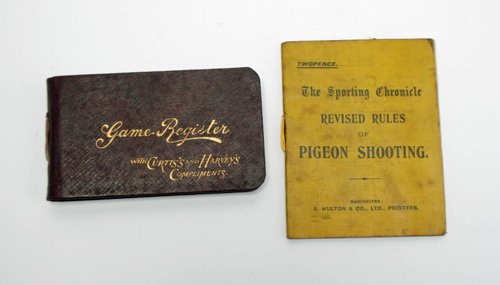 Game Register
WITH CURTIS'S AND HARVEY'S
COMPLIMENTS.
TWOPENCE.
The Sporting Chronicle
REVISED RULES
OF
PIGEON SHOOTING.
MANCHESTER
E. HULTON & CO., LTD., PRINTERS.